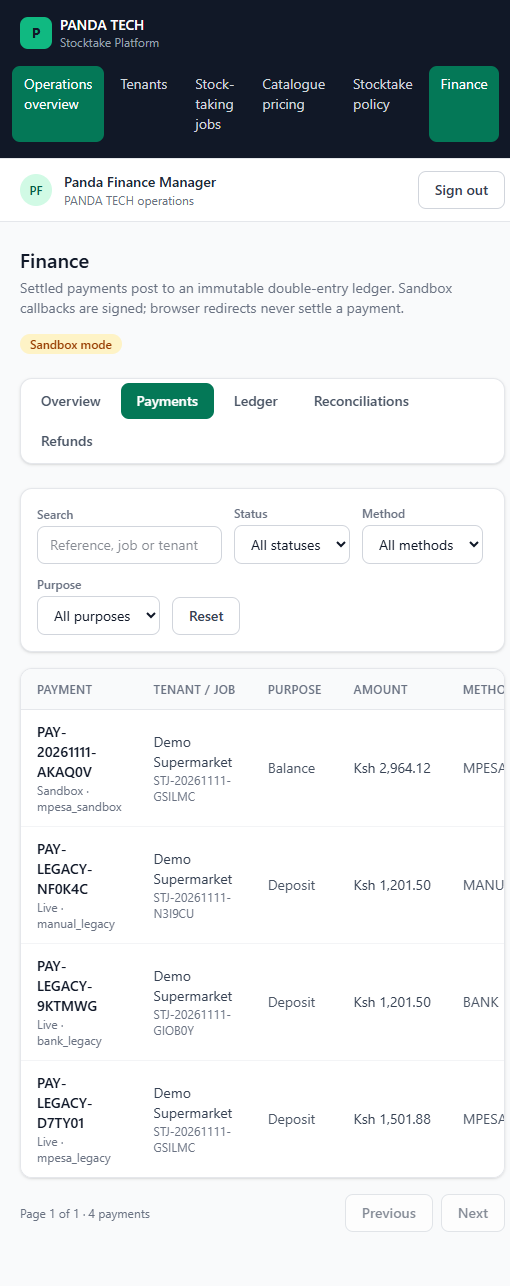 P
PANDA TECH
Stocktake Platform
Operations overview
Tenants
Stock-taking jobs
Catalogue pricing
Stocktake policy
Finance
PF
Panda Finance Manager
PANDA TECH operations
Sign out
Finance
Settled payments post to an immutable double-entry ledger. Sandbox
callbacks are signed; browser redirects never settle a payment.
Sandbox mode
Overview
Payments
Ledger
Reconciliations
Refunds
Search
Status
Method
Reference, job or tenant
All statuses
All methods
Purpose
All purposes
Reset
PAYMENT
TENANT / JOB
PURPOSE
AMOUNT
METHO
PAY-
20261111-
AKAQ0V
Sandbox ·
mpesa_sandbox
Demo
Supermarket
STJ-20261111-
GSILMC
Balance
Ksh 2,964.12
MPESA
PAY-
LEGACY-
NF0K4C
Live ·
manual_legacy
Demo
Supermarket
STJ-20261111-
N3I9CU
Deposit
Ksh 1,201.50
MANU
PAY-
LEGACY-
9KTMWG
Live ·
bank_legacy
Demo
Supermarket
STJ-20261111-
GIOB0Y
Deposit
Ksh 1,201.50
BANK
PAY-
LEGACY-
D7TY01
Live ·
mpesa_legacy
Demo
Supermarket
STJ-20261111-
GSILMC
Deposit
Ksh 1,501.88
MPESA
Page 1 of 1 · 4 payments
Previous
Next